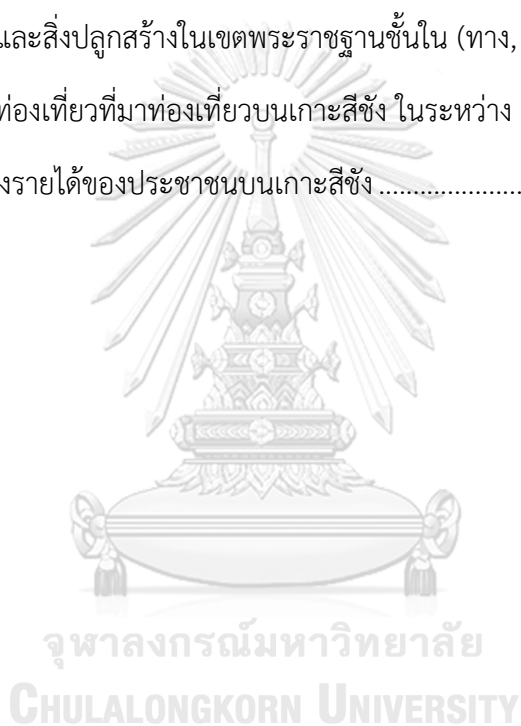 และสิ่งปลูกสร้างในเขตพระราชฐานชั้นใน (ทาง,
ท่องเที่ยวที่มาท่องเที่ยวบนเกาะสีชัง ในระหว่าง
งรายได้ของประชาชนบนเกาะสีชัง.....................
จุฬาลงกรณ์มหาวิทยาลัย
CHULALONGKORN UNIVERSITY